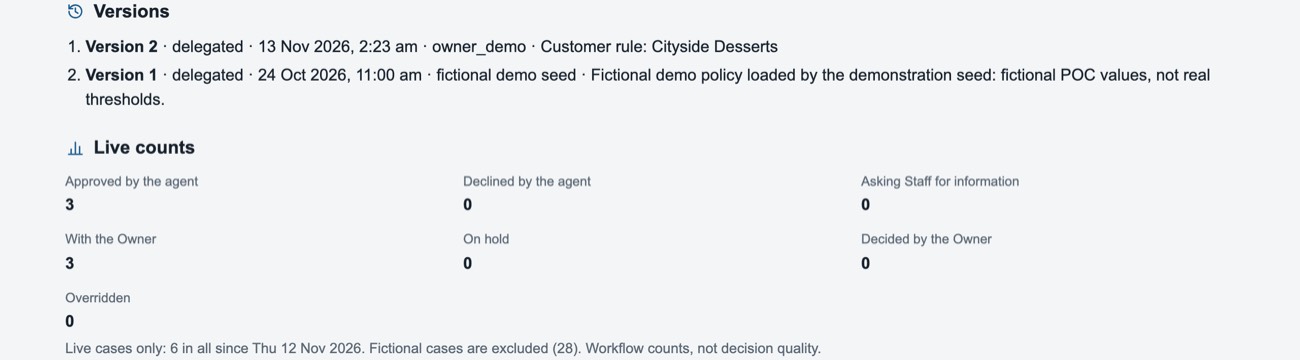 Versions
1. Version 2 · delegated · 13 Nov 2026, 2:23 am · owner_demo · Customer rule: Cityside Desserts
2. Version 1 · delegated · 24 Oct 2026, 11:00 am · fictional demo seed · Fictional demo policy loaded by the demonstration seed: fictional POC values, not real
thresholds.
Live counts
Approved by the agent Declined by the agent Asking Staff for information
3 0 0
With the Owner On hold Decided by the Owner
3 0 0
Overridden
0
Live cases only: 6 in all since Thu 12 Nov 2026. Fictional cases are excluded (28). Workflow counts, not decision quality.